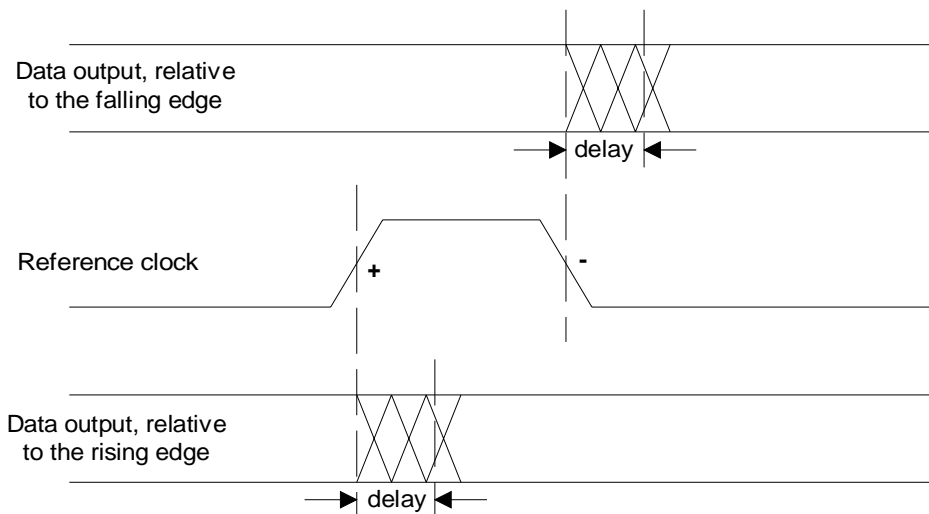 Data output, relative
to the falling edge
delay
Reference clock
+
-
Data output, relative
to the rising edge
delay